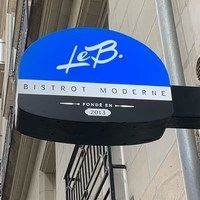 LeB.
BISTROT MODERNE
FONDÉ EN
2013